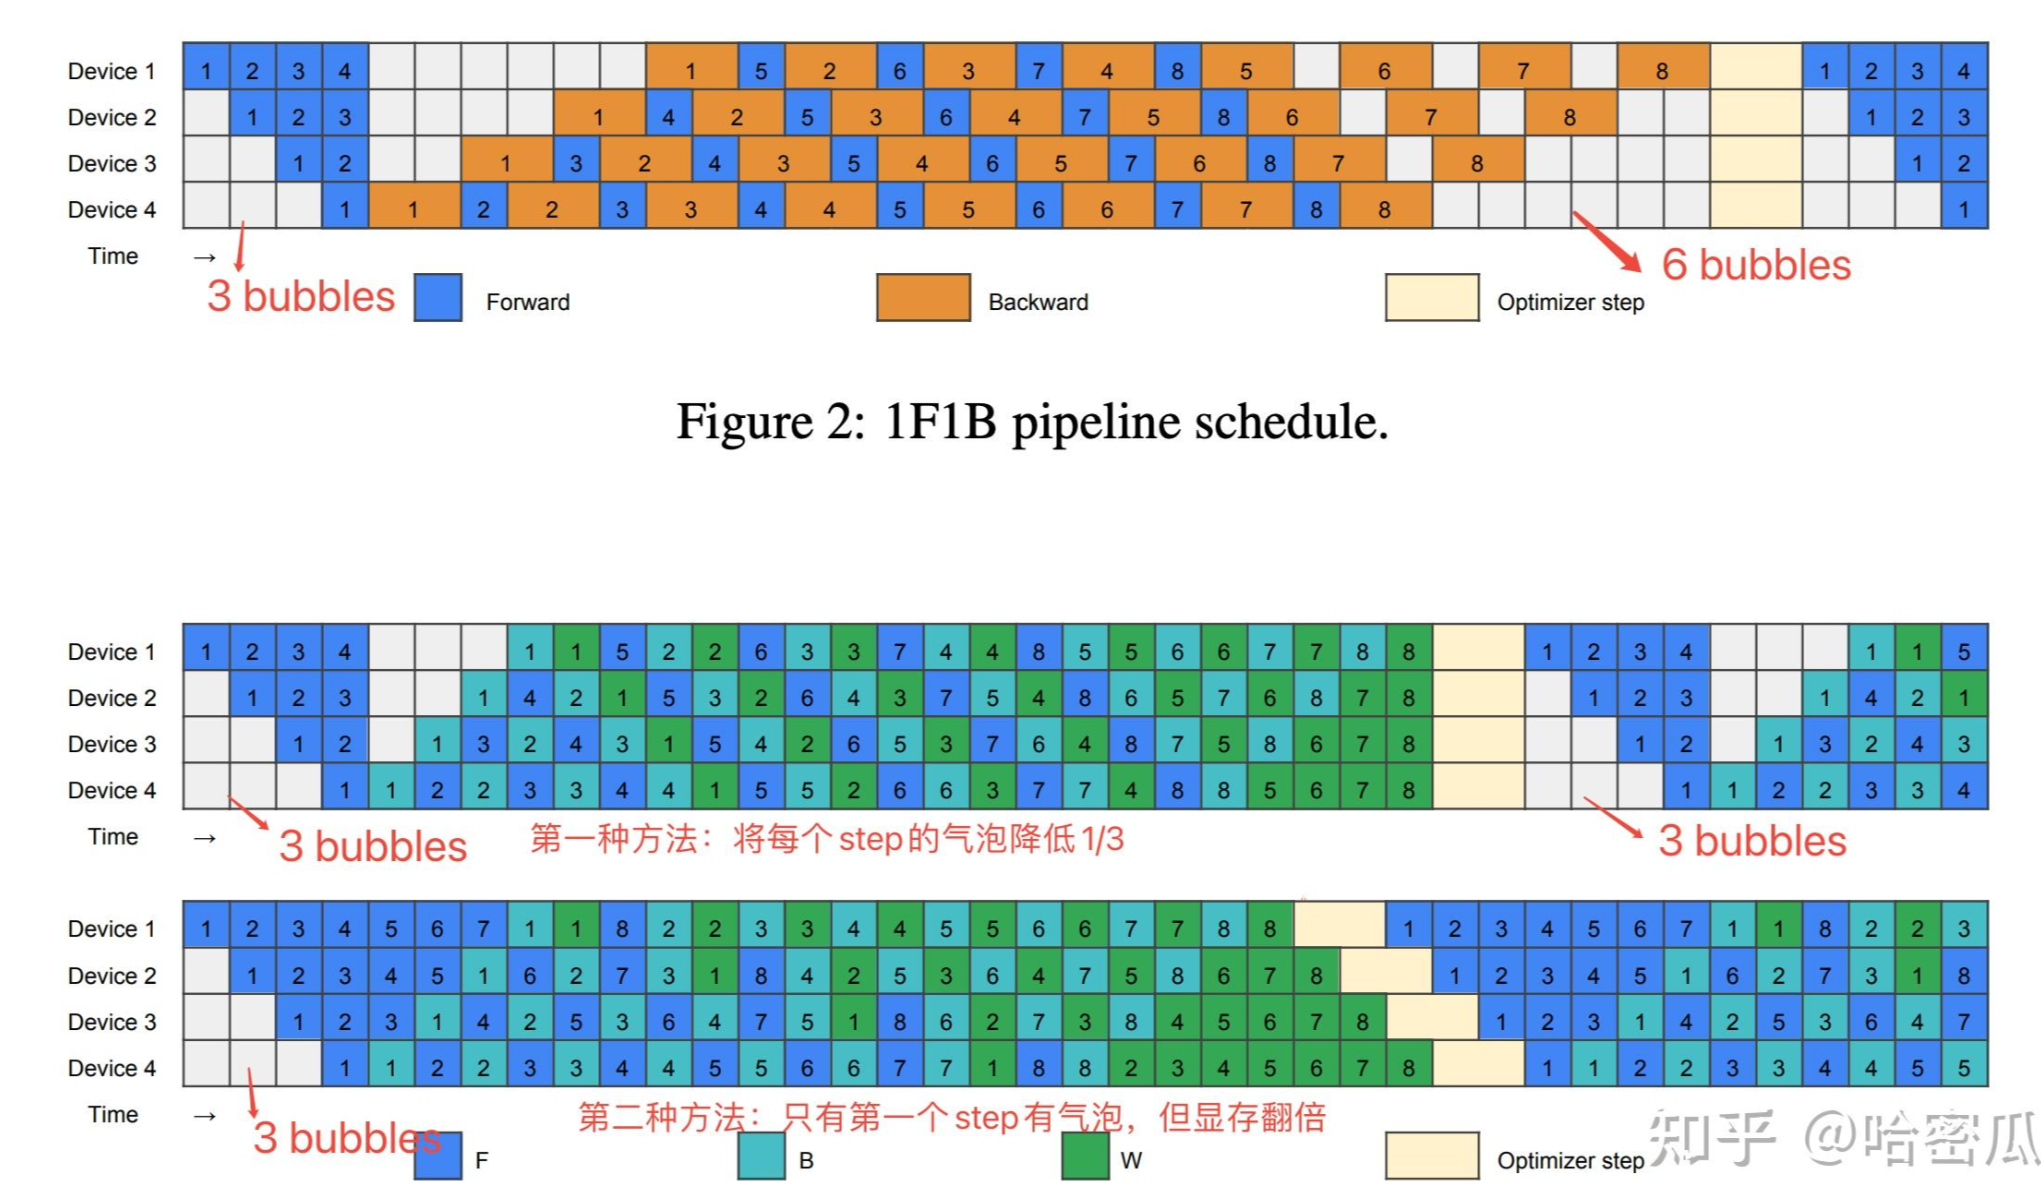 Device 1 1 2 3 4 1 5 2 6 3 7 4 8 5 6 7 8 1 2 3 4
Device 2 1 2 3 1 4 2 5 3 6 4 7 5 8 6 7 8 1 2 3
Device 3 1 2 1 3 2 4 3 5 4 6 5 7 6 8 7 8 1 2
Device 4 1 1 2 2 3 3 4 4 5 5 6 6 7 7 8 8 1
Time →
3 bubbles
6 bubbles
Forward Backward Optimizer step
Figure 2: 1F1B pipeline schedule.
Device 1 1 2 3 4 1 1 5 2 2 6 3 3 7 4 4 8 5 5 6 6 7 7 8 8 1 2 3 4 1 1 5
Device 2 1 2 3 1 4 2 1 5 3 2 6 4 3 7 5 4 8 6 5 7 6 8 7 8 1 2 3 1 4 2 1
Device 3 1 2 1 3 2 4 3 1 5 4 2 6 5 3 7 6 4 8 7 5 8 6 7 8 1 2 1 3 2 4 3
Device 4 1 1 2 2 3 3 4 4 1 5 5 2 6 6 3 7 7 4 8 8 5 6 7 8 1 1 2 2 3 3 4
Time →
3 bubbles
第一种方法：将每个step的气泡降低1/3
3 bubbles
Device 1 1 2 3 4 5 6 7 1 1 8 2 2 3 3 4 4 5 5 6 6 7 7 8 8 1 2 3 4 5 6 7 1 1 8 2 2 3
Device 2 1 2 3 4 5 1 6 2 7 3 1 8 4 2 5 3 6 4 7 5 8 6 7 8 1 2 3 4 5 1 6 2 7 3 1 8
Device 3 1 2 3 1 4 2 5 3 6 4 7 5 1 8 6 2 7 3 8 4 5 6 7 8 1 2 3 1 4 2 5 3 6 4 7
Device 4 1 1 2 2 3 3 4 4 5 5 6 6 7 7 1 8 8 2 3 4 5 6 7 8 1 1 2 2 3 3 4 4 5 5
Time →
3 bubbles
第二种方法：只有第一个step有气泡，但显存翻倍
F B W Optimizer step
知乎 @哈密瓜